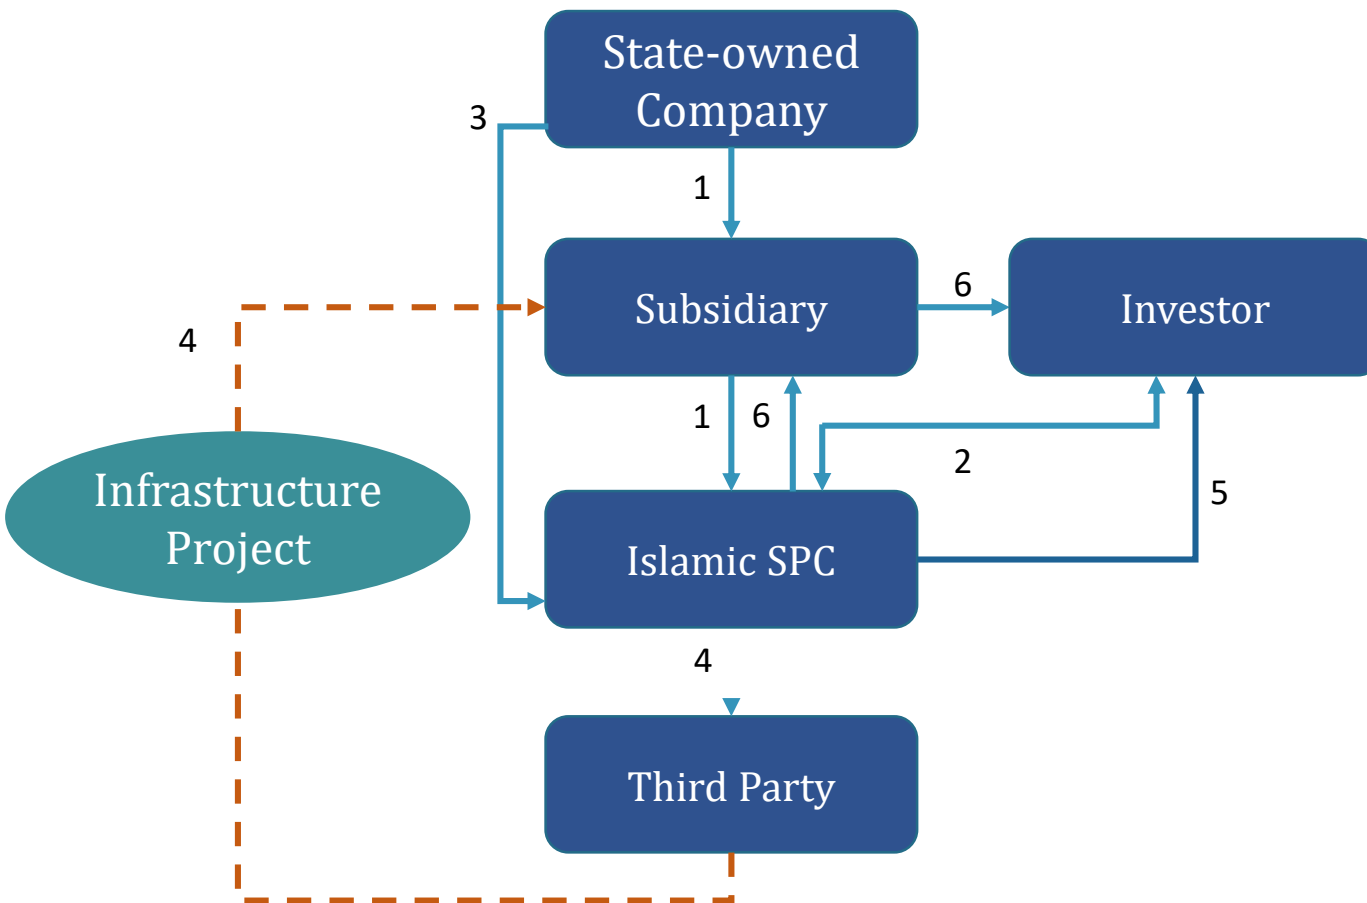 State-owned
Company
3
1
Subsidiary
6
Investor
4
1
6
2
Infrastructure
Project
5
Islamic SPC
4
Third Party